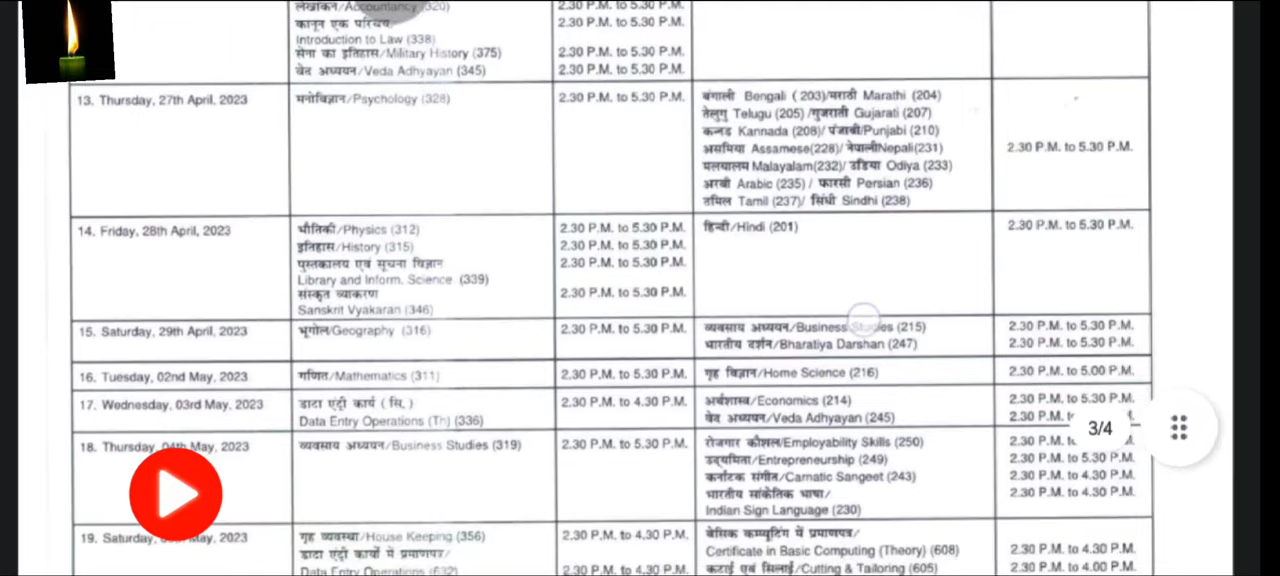 लेखांकन/Accountancy (320) 2.30 P.M. to 5.30 P.M.
कानून एक परिचय 2.30 P.M. to 5.30 P.M.
Introduction to Law (338)
सेना का इतिहास/Military History (375) 2.30 P.M. to 5.30 P.M.
वेद अध्ययन/Veda Adhyayan (345) 2.30 P.M. to 5.30 P.M.
13. Thursday, 27th April, 2023 मनोविज्ञान/Psychology (328) 2.30 P.M. to 5.30 P.M. बंगाली Bengali ( 203)/मराठी Marathi (204)
तेलुगु Telugu (205) /गुजराती Gujarati (207)
कन्नड Kannada (208)/ पंजाबी/Punjabi (210)
असमिया Assamese(228)/ नेपालीNepali(231) 2.30 P.M. to 5.30 P.M.
मलयालम Malayalam(232)/ उडिया Odiya (233)
अरबी Arabic (235) / फारसी Persian (236)
तमिल Tamil (237)/ सिंधी Sindhi (238)
14. Friday, 28th April, 2023 भौतिकी/Physics (312) 2.30 P.M. to 5.30 P.M. हिन्दी/Hindi (201) 2.30 P.M. to 5.30 P.M.
इतिहास/History (315) 2.30 P.M. to 5.30 P.M.
पुस्तकालय एवं सूचना विज्ञान 2.30 P.M. to 5.30 P.M.
Library and Inform. Science (339)
संस्कृत व्याकरण 2.30 P.M. to 5.30 P.M.
Sanskrit Vyakaran (346)
15. Saturday, 29th April, 2023 भूगोल/Geography (316) 2.30 P.M. to 5.30 P.M. व्यवसाय अध्ययन/Business Studies (215) 2.30 P.M. to 5.30 P.M.
भारतीय दर्शन/Bharatiya Darshan (247) 2.30 P.M. to 5.30 P.M.
16. Tuesday, 02nd May, 2023 गणित/Mathematics (311) 2.30 P.M. to 5.30 P.M. गृह विज्ञान/Home Science (216) 2.30 P.M. to 5.00 P.M.
17. Wednesday, 03rd May, 2023 डाटा एंट्री कार्य ( सि.) 2.30 P.M. to 4.30 P.M. अर्थशास्त्र/Economics (214) 2.30 P.M. to 5.30 P.M.
Data Entry Operations (Th) (336) वेद अध्ययन/Veda Adhyayan (245) 2.30 P.M.
3/4
18. Thursday, 04th May, 2023 व्यवसाय अध्ययन/Business Studies (319) 2.30 P.M. to 5.30 P.M. रोजगार कौशल/Employability Skills (250) 2.30 P.M.
उद्यमिता/Entrepreneurship (249) 2.30 P.M. to 5.30 P.M.
कर्नाटक संगीत/Carnatic Sangeet (243) 2.30 P.M. to 4.30 P.M.
भारतीय सांकेतिक भाषा/ 2.30 P.M. to 4.30 P.M.
Indian Sign Language (230)
19. Saturday, May, 2023 गृह व्यवस्था/House Keeping (356) 2.30 P.M. to 4.30 P.M. बेसिक कम्प्यूटिंग में प्रमाणपत्र/
डाटा एंट्री कार्यों में प्रमाणपत्र/ Certificate in Basic Computing (Theory) (608) 2.30 P.M. to 4.30 P.M.
Data Entry Operations (632) 2.30 P.M. to 4.30 P.M. कटाई एवं सिलाई/Cutting & Tailoring (605) 2.30 P.M. to 4.00 P.M.